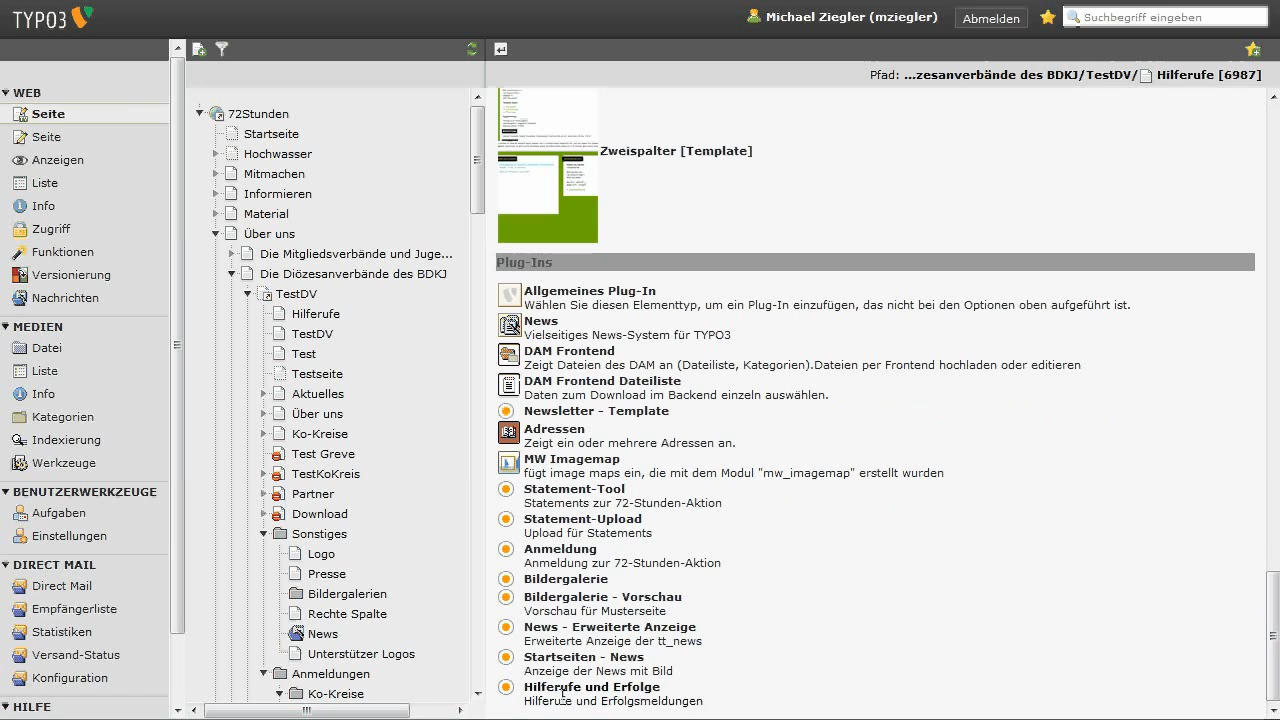 TYPO3
Michael Ziegler (mziegler)
Abmelden
Suchbegriff eingeben
Pfad: ...zesanverbände des BDKJ/TestDV/ Hilferufe [6987]
WEB
Seite
Seite
Anzeigen
Liste
Info
Zugriff
Funktionen
Versionierung
Nachrichten
MEDIEN
Datei
Liste
Info
Kategorien
Indexierung
Werkzeuge
BENUTZERWERKZEUGE
Aufgaben
Einstellungen
DIRECT MAIL
Direct Mail
Empfängerliste
Statistiken
Versand-Status
Konfiguration
HILFE
Startseite
Informieren
Material
Über uns
Die Mitgliedsverbände und Juge...
Die Diözesanverbände des BDKJ
TestDV
Hilferufe
TestDV
Test
Testseite
Aktuelles
Über uns
Ko-Kreise
Test Greve
TestKoKreis
Partner
Download
Sonstiges
Logo
Presse
Bildergalerien
Rechte Spalte
News
Unterstützer Logos
Anmeldungen
Ko-Kreise
Zweispalter [Template]
Plug-Ins
Allgemeines Plug-In
Wählen Sie diesen Elementtyp, um ein Plug-In einzufügen, das nicht bei den Optionen oben aufgeführt ist.
News
Vielseitiges News-System für TYPO3
DAM Frontend
Zeigt Dateien des DAM an (Dateiliste, Kategorien).Dateien per Frontend hochladen oder editieren
DAM Frontend Dateiliste
Daten zum Download im Backend einzeln auswählen.
Newsletter - Template
Adressen
Zeigt ein oder mehrere Adressen an.
MW Imagemap
fügt image maps ein, die mit dem Modul "mw_imagemap" erstellt wurden
Statement-Tool
Statements zur 72-Stunden-Aktion
Statement-Upload
Upload für Statements
Anmeldung
Anmeldung zur 72-Stunden-Aktion
Bildergalerie
Bildergalerie - Vorschau
Vorschau für Musterseite
News - Erweiterte Anzeige
Erweiterte Anzeige der tt_news
Startseiten - News
Anzeige der News mit Bild
Hilferufe und Erfolge
Hilferufe und Erfolgsmeldungen